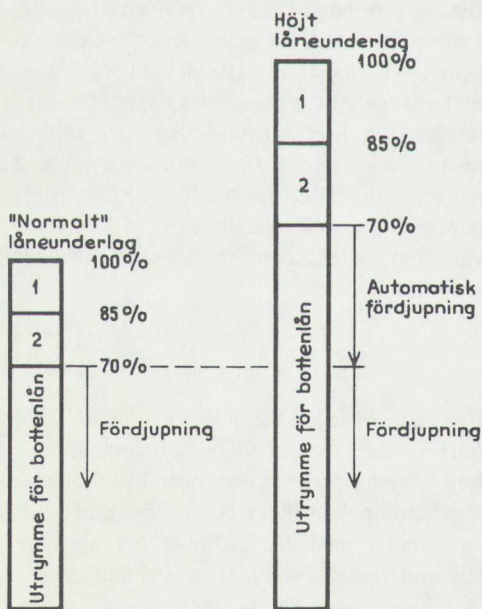 Höjt
låneunderlag
100%
1
85%
2
70%
Automatisk
fördjupning
Fördjupning
Utrymme för bottenlån
"Normalt"
låneunderlag
100%
1
85%
2
70%
Fördjupning
Utrymme för bottenlån